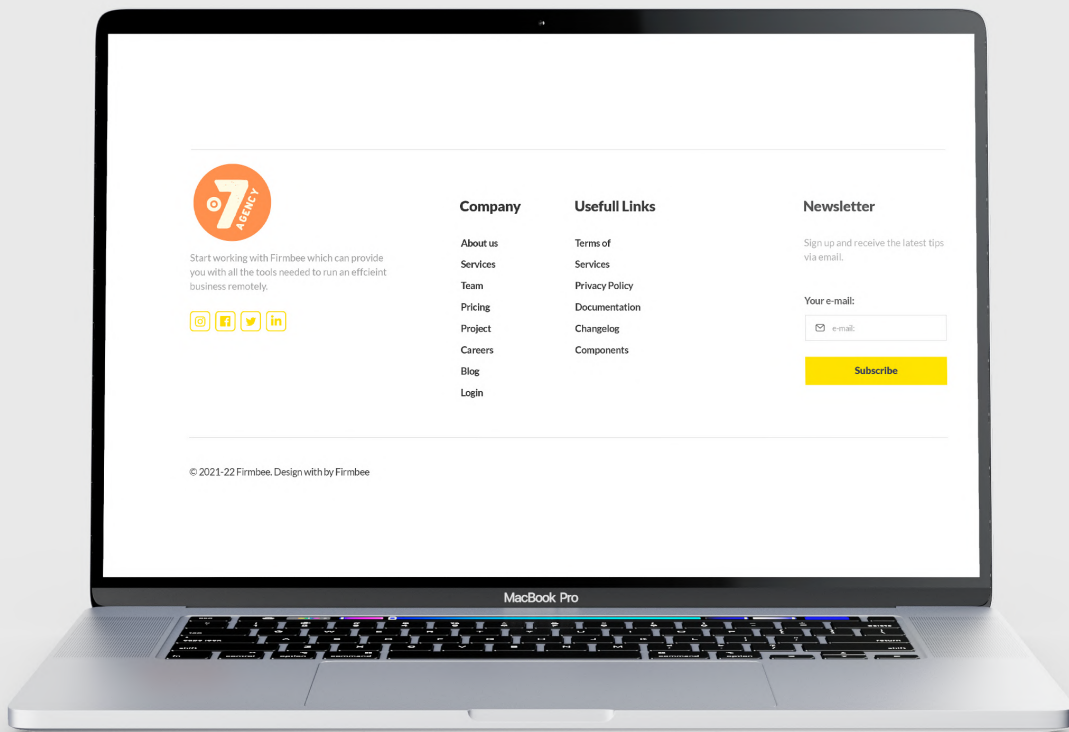 07
AGENCY
Start working with Firmbee which can provide
you with all the tools needed to run an effcieint
business remotely.
Company
About us
Services
Team
Pricing
Project
Careers
Blog
Login
Usefull Links
Terms of
Services
Privacy Policy
Documentation
Changelog
Components
Newsletter
Sign up and receive the latest tips
via email.
Your e-mail:
e-mail:
Subscribe
© 2021-22 Firmbee. Design with by Firmbee
MacBook Pro